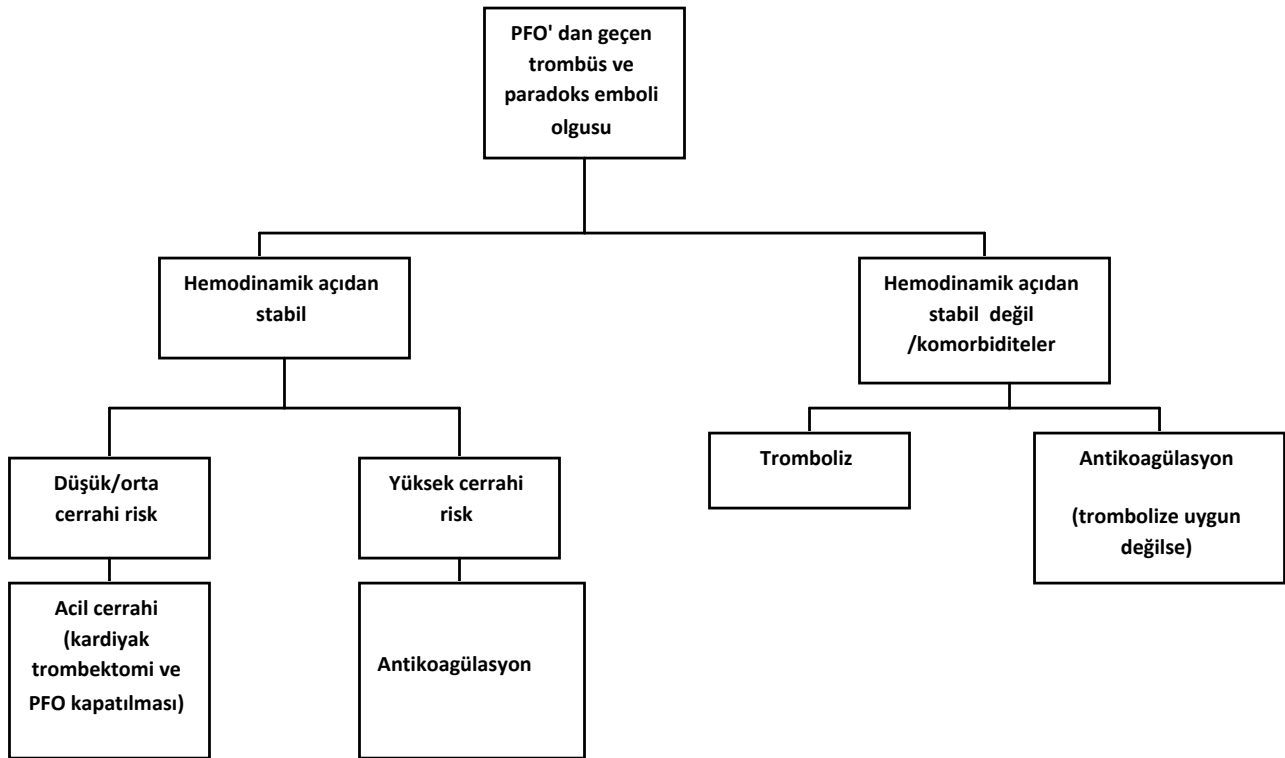 PFO' dan geçen
trombüs ve
paradoks emboli
olgusu
Hemodinamik açıdan
stabil
Hemodinamik açıdan
stabil değil
/komorbiditeler
Düşük/orta
cerrahi risk
Yüksek cerrahi
risk
Tromboliz
Antikoagülasyon
(trombolize uygun
değilse)
Acil cerrahi
(kardiyak
trombektomi ve
PFO kapatılması)
Antikoagülasyon